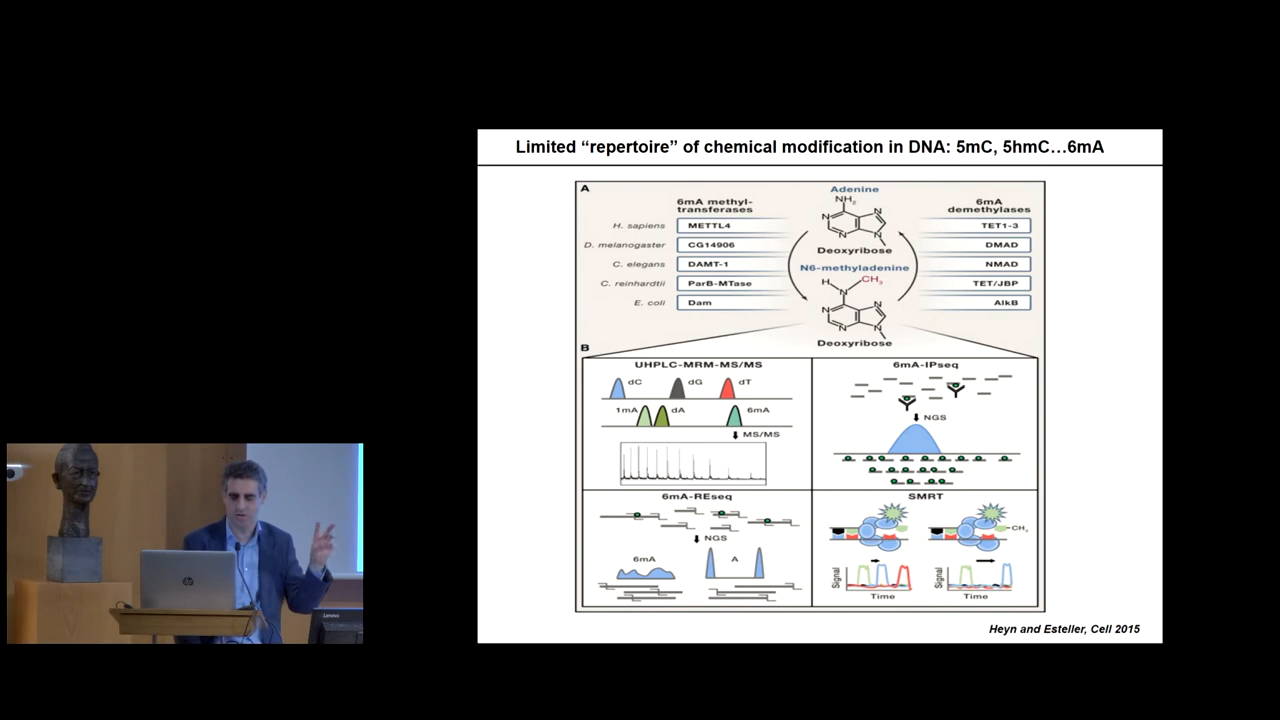 Limited “repertoire” of chemical modification in DNA: 5mC, 5hmC…6mA
A
6mA methyl-
transferases
H. sapiens METTL4
D. melanogaster CG14906
C. elegans DAMT-1
C. reinhardtii ParB-MTase
E. coli Dam
Adenine
NH2
N
N
N
N
Deoxyribose
N6-methyladenine
H
N
CH3
N
N
N
N
Deoxyribose
6mA
demethylases
TET1-3
DMAD
NMAD
TET/JBP
AlkB
B
UHPLC-MRM-MS/MS
dC dG dT
1mA dA 6mA
MS/MS
6mA-IPseq
NGS
6mA-REseq
NGS
6mA A
SMRT
CH3
Signal
Time
Signal
Time
Heyn and Esteller, Cell 2015
hp
Lenovo